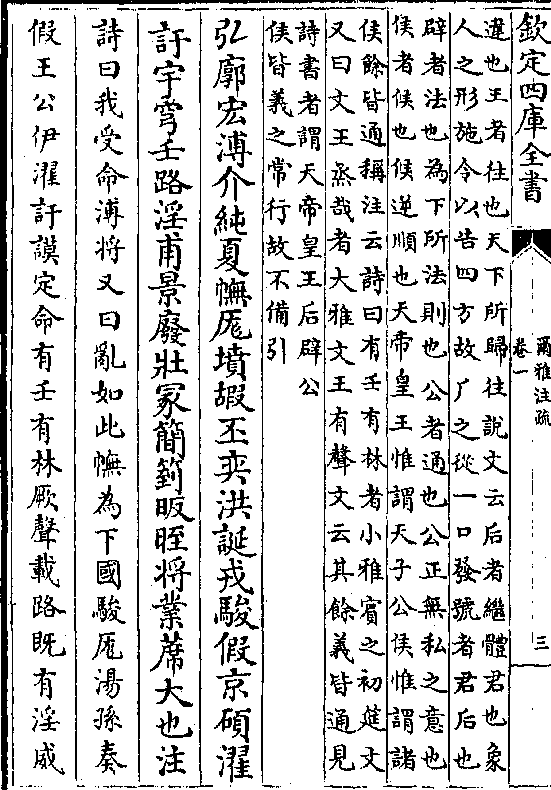 欽定四庫全書
爾雅注疏
卷一
三
違也王者往也天下所歸往說文云后者繼體君也象
人之形施令以告四方故厂之從一口發號者君后也
辟者法也為下所法則也公者通也公正無私之意也
侯者候也候逆順也天帝皇王惟謂天子公侯惟謂諸
侯餘皆通稱注云詩曰有壬有林者小雅賓之初筵文
又曰文王烝哉者大雅文王有聲文云其餘義皆通見
詩書者謂天帝皇王后辟公
侯皆義之常行故不備引
弘廓宏溥介純夏幠厖墳嘏丕奕洪誕戎駿假京碩濯
訏宇穹壬路淫甫景廢壯冢簡箌昄晊将業蓆大也注
詩曰我受命溥将又曰亂如此幠為下國駿厖湯孫奏
假王公伊濯訏謨定命有壬有林厥聲載路既有淫威